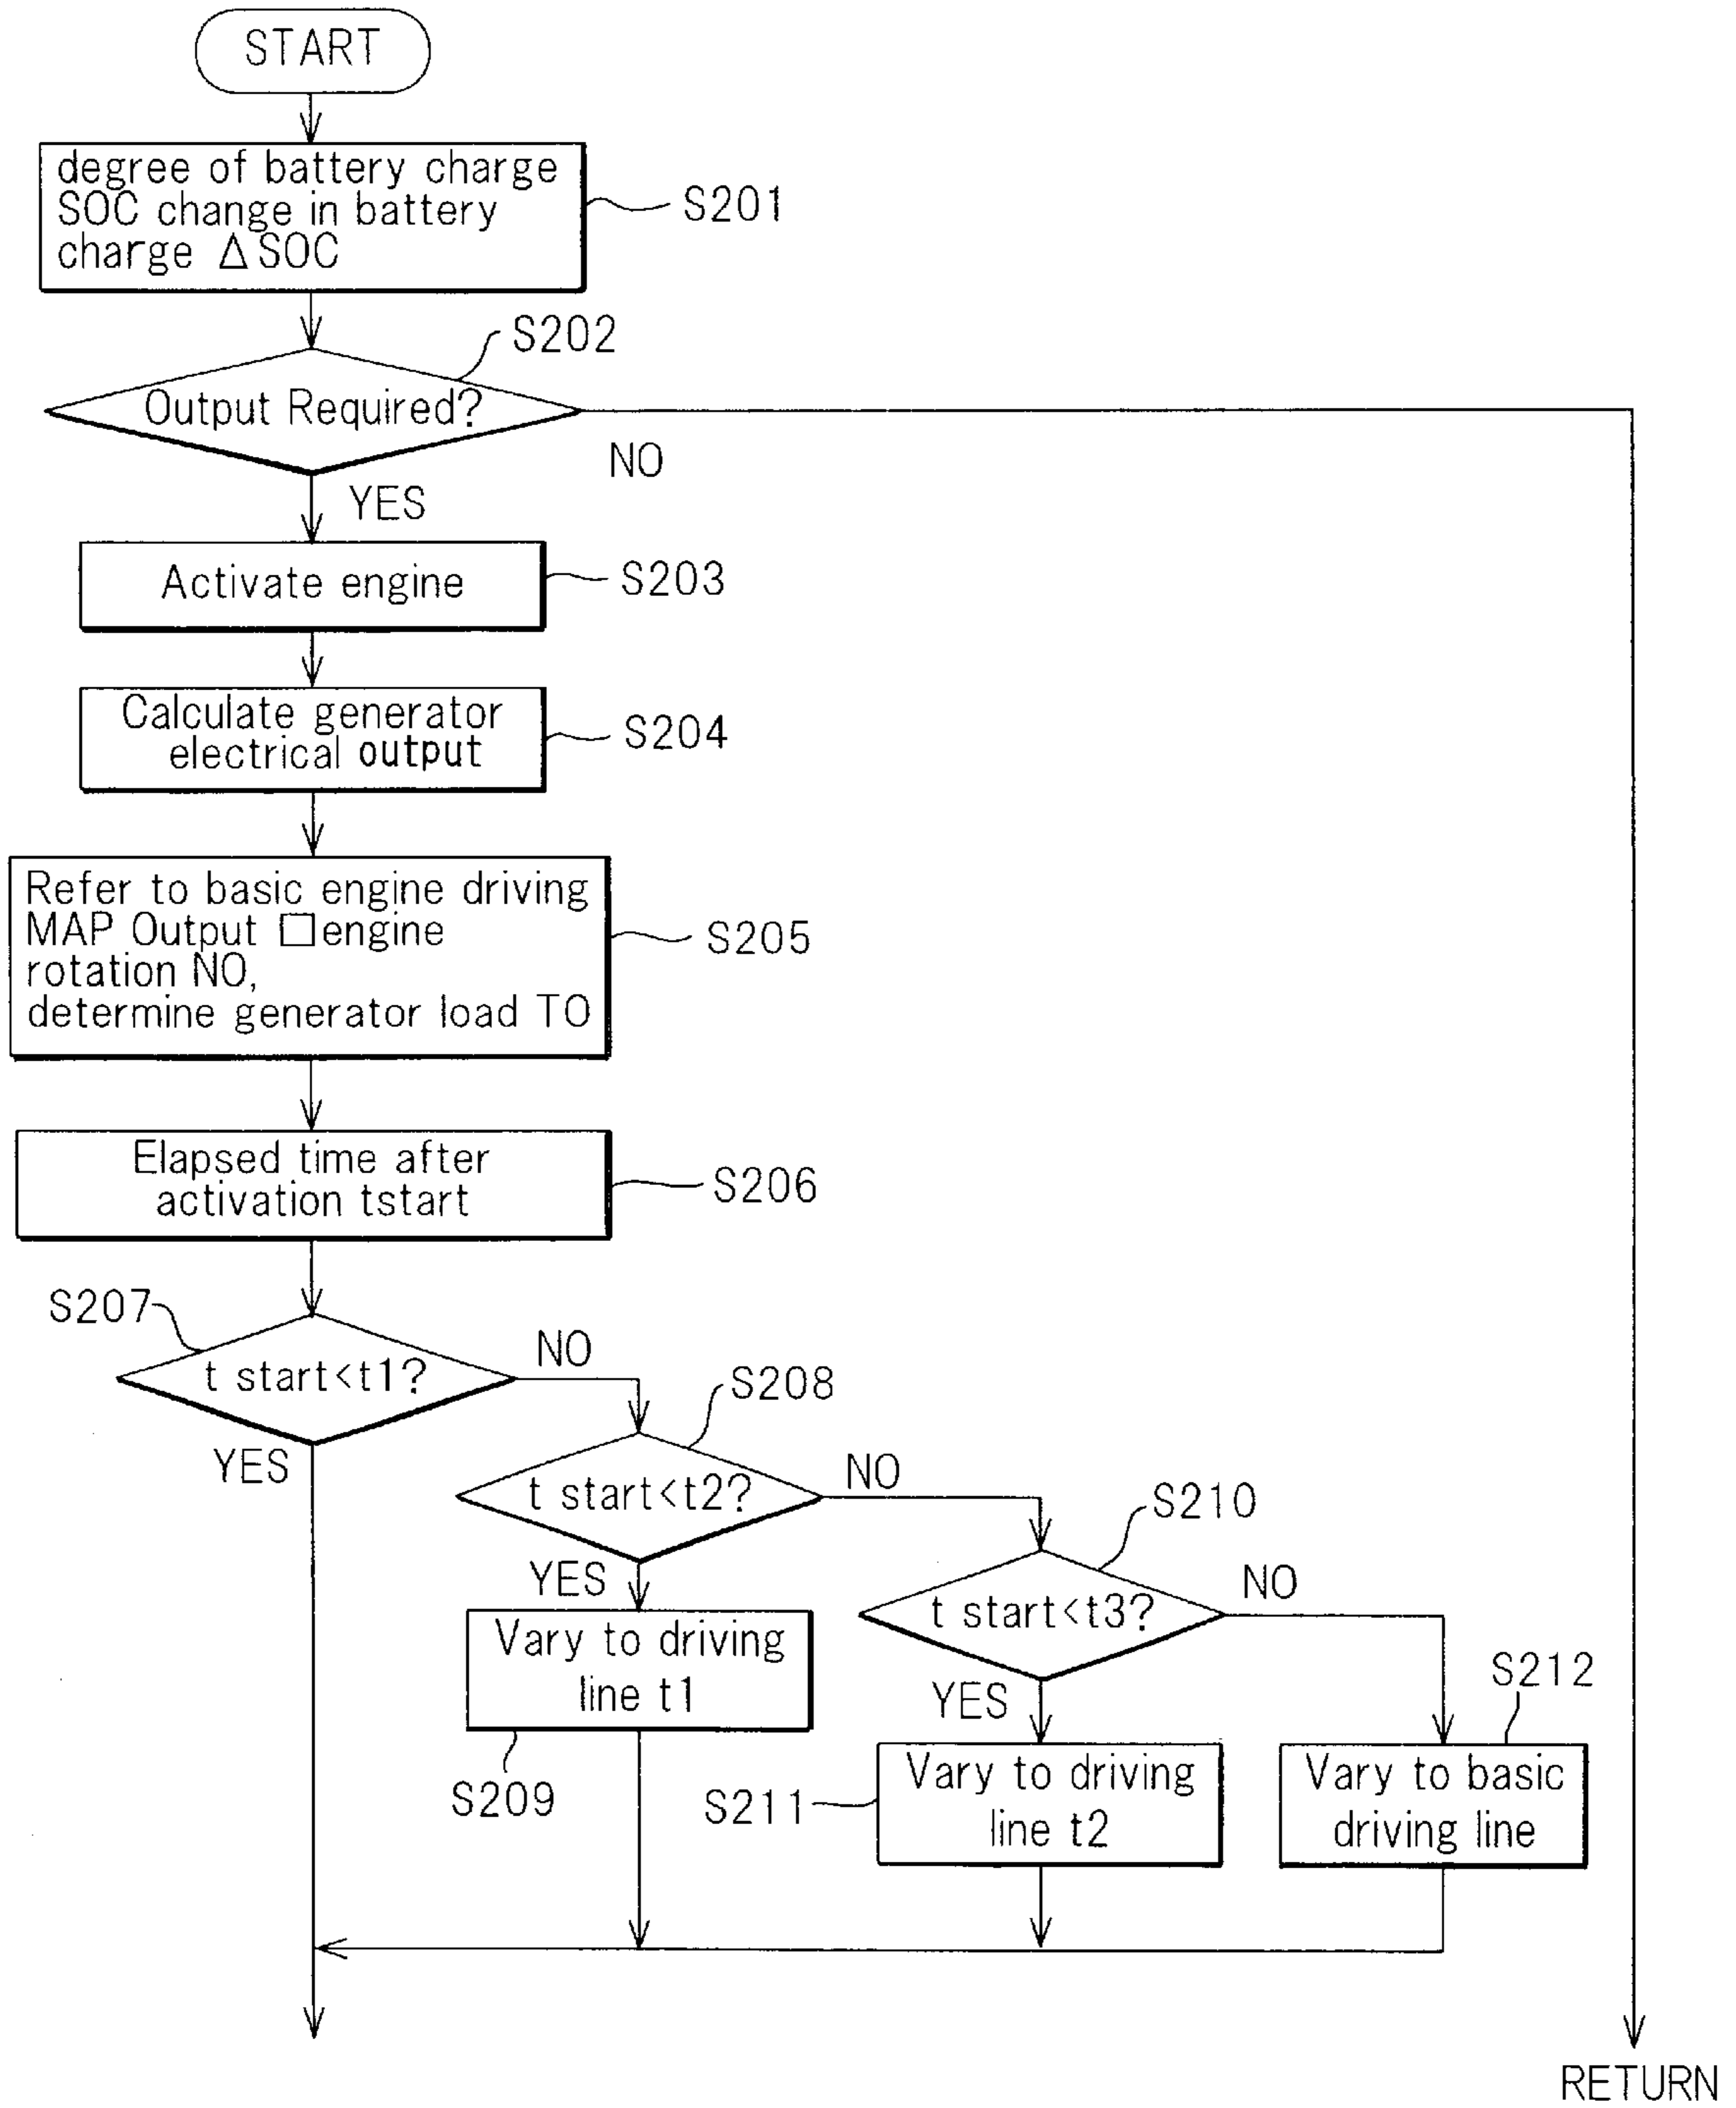 START
degree of battery charge
SOC change in battery
charge ΔSOC
S201
S202
Output Required?
NO
YES
Activate engine
S203
Calculate generator
electrical output
S204
Refer to basic engine driving
MAP Output □engine
rotation NO,
determine generator load TO
S205
Elapsed time after
activation tstart
S206
S207
t start<t1?
NO
YES
S208
t start<t2?
NO
YES
S210
t start<t3?
NO
YES
Vary to driving
line t1
S209
S211
Vary to driving
line t2
S212
Vary to basic
driving line
RETURN